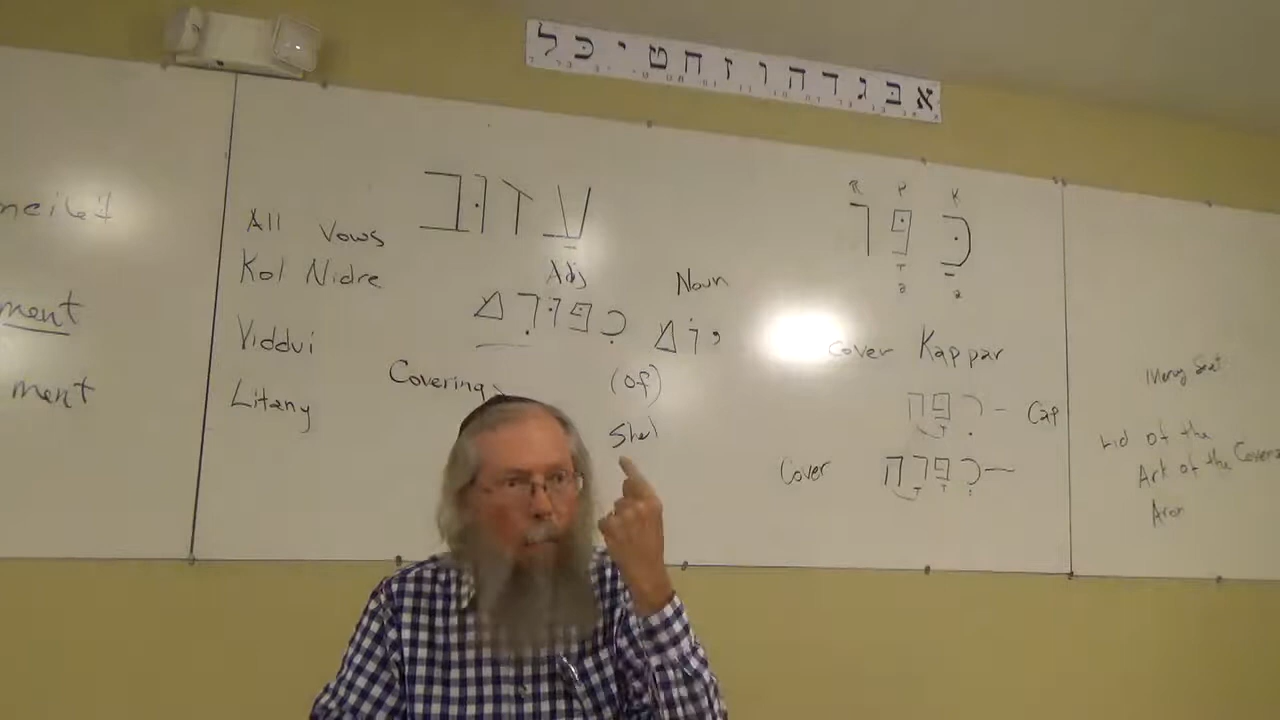 א ב ג ד ה ו ז ח ט י כ ל
ment
ment
All Vows
Kol Nidre
Viddui
Litany
Adj
Noun
כִפּוּרִם
יוֹם
Covering
(of)
Shel
R P K
כַּפָּר
a a
Cover Kappar
כִפָּה - Cap
Cover
כַפָּרָה —
Mercy Seat
Lid of the
Ark of the
Aron